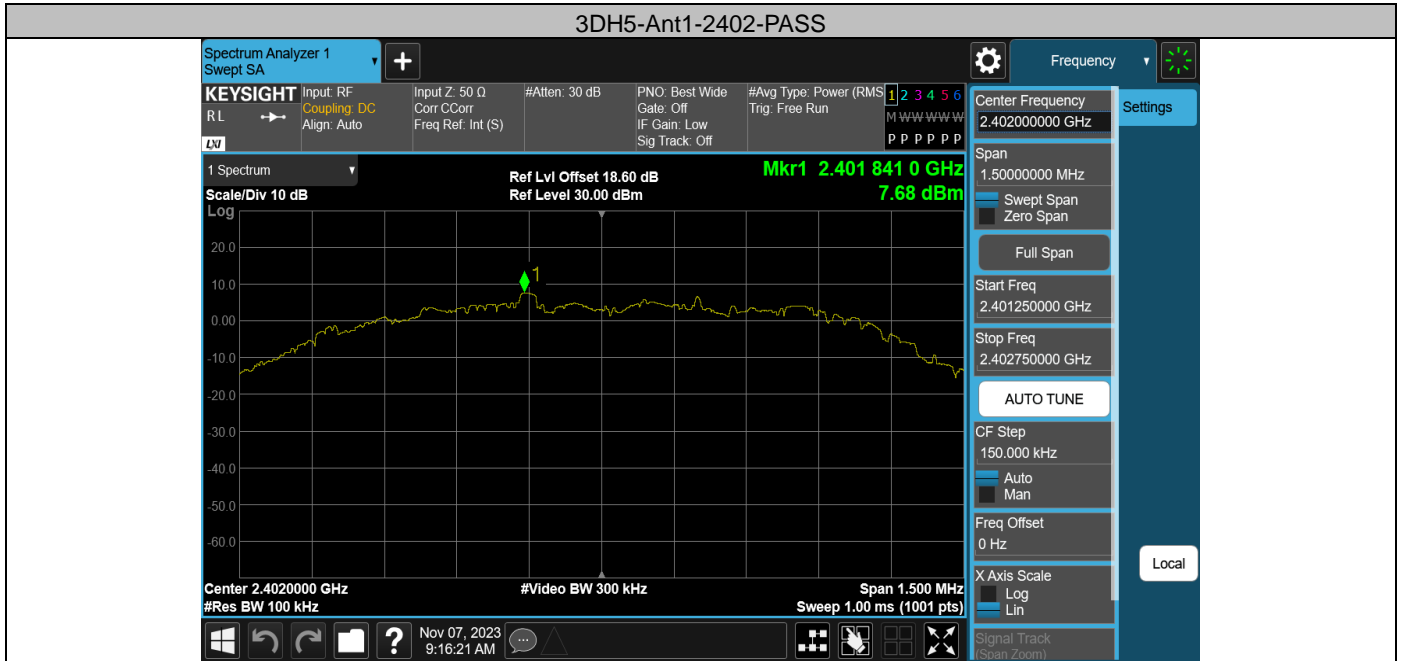 3DH5-Ant1-2402-PASS
Spectrum Analyzer 1
Swept SA
Frequency
KEYSIGHT
RL
LXI
Input: RF
Coupling: DC
Align: Auto
Input Z: 50 Ω
Corr CCorr
Freq Ref: Int (S)
#Atten: 30 dB
PNO: Best Wide
Gate: Off
IF Gain: Low
Sig Track: Off
#Avg Type: Power (RMS
Trig: Free Run
1 2 3 4 5 6
M W W W W W
P P P P P P
1 Spectrum
Scale/Div 10 dB
Ref Lvl Offset 18.60 dB
Ref Level 30.00 dBm
Mkr1 2.401 841 0 GHz
7.68 dBm
Log
1
20.0
10.0
0.00
-10.0
-20.0
-30.0
-40.0
-50.0
-60.0
Center 2.4020000 GHz
#Res BW 100 kHz
#Video BW 300 kHz
Span 1.500 MHz
Sweep 1.00 ms (1001 pts)
Center Frequency
2.402000000 GHz
Span
1.50000000 MHz
Swept Span
Zero Span
Full Span
Start Freq
2.401250000 GHz
Stop Freq
2.402750000 GHz
AUTO TUNE
CF Step
150.000 kHz
Auto
Man
Freq Offset
0 Hz
X Axis Scale
Log
Lin
Signal Track
(Span Zoom)
Settings
Local
?
Nov 07, 2023
9:16:21 AM